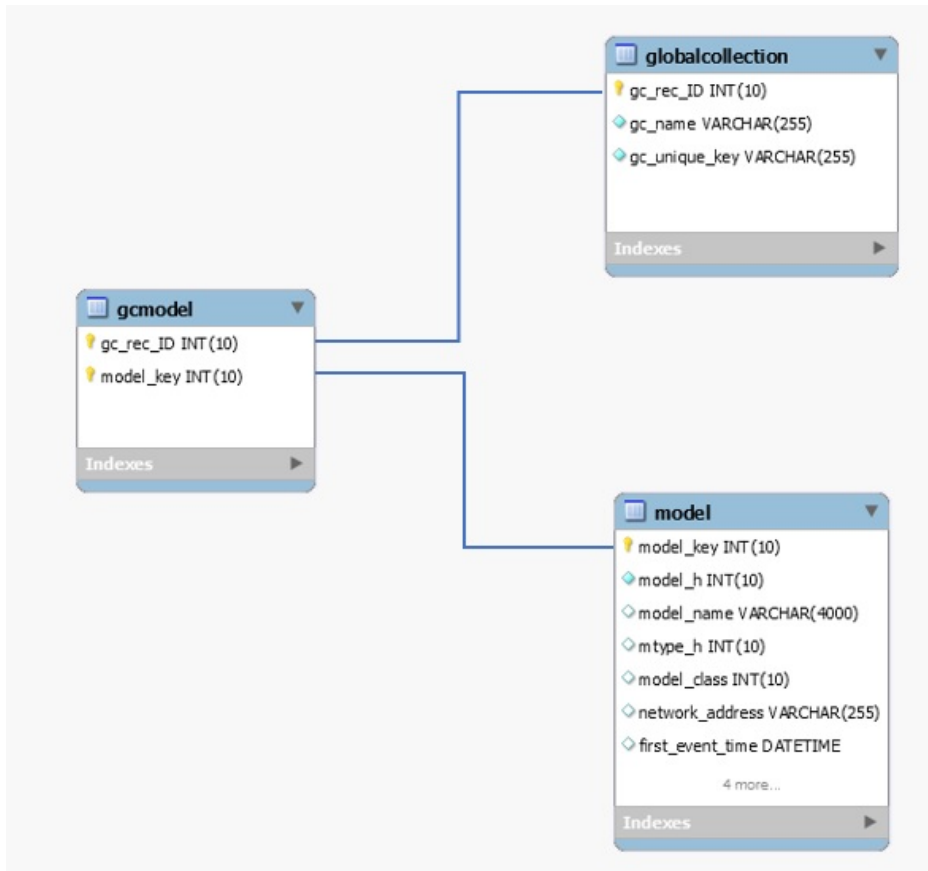 globalcollection
gc_rec_ID INT(10)
gc_name VARCHAR(255)
gc_unique_key VARCHAR(255)
Indexes
gcmodel
gc_rec_ID INT(10)
model_key INT(10)
Indexes
model
model_key INT(10)
model_h INT(10)
model_name VARCHAR(4000)
mtype_h INT(10)
model_class INT(10)
network_address VARCHAR(255)
first_event_time DATETIME
4 more...
Indexes